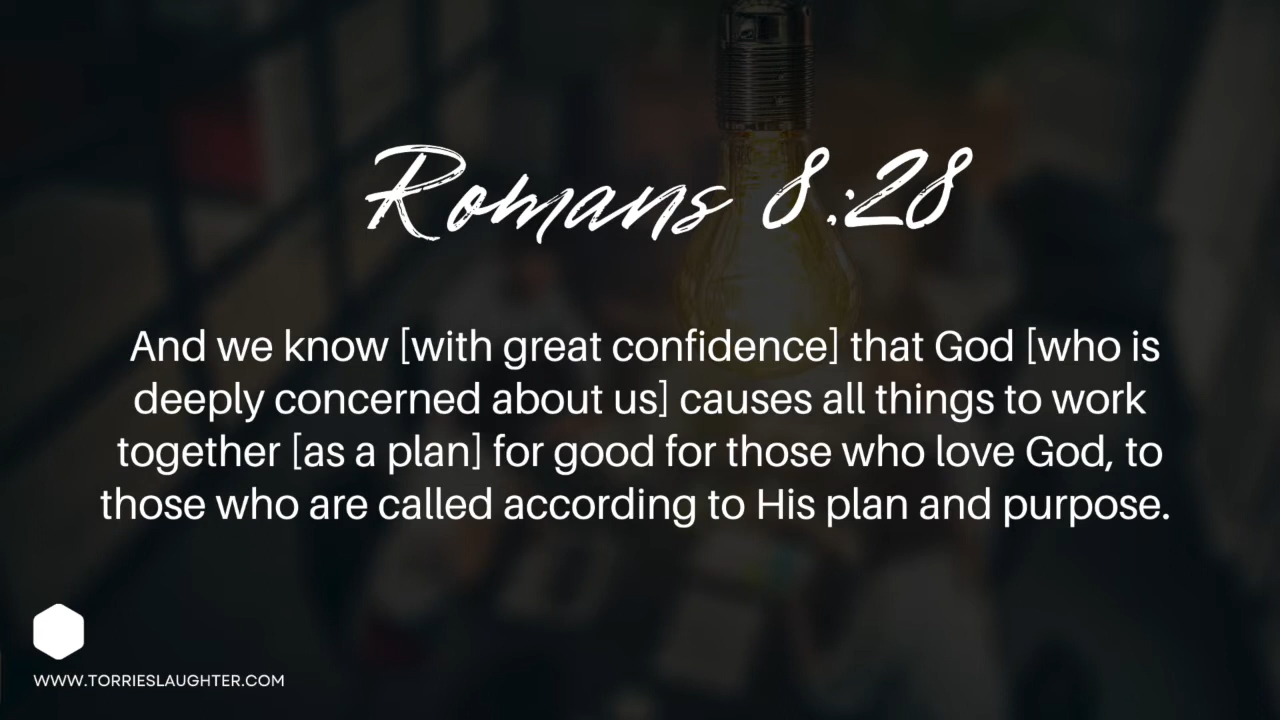 Romans 8:28
And we know [with great confidence] that God [who is
deeply concerned about us] causes all things to work
together [as a plan] for good for those who love God, to
those who are called according to His plan and purpose.
WWW.TORRIESLAUGHTER.COM